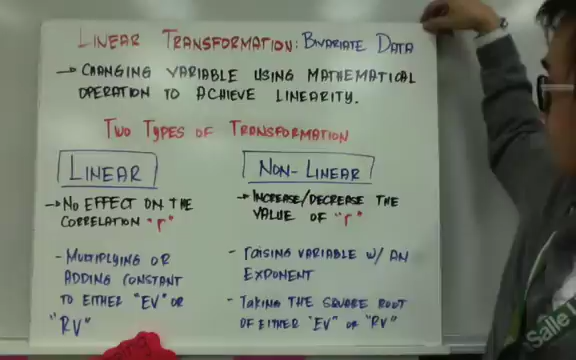 LINEAR TRANSFORMATION: BIVARIATE DATA
→ CHANGING VARIABLE USING MATHEMATICAL
OPERATION TO ACHIEVE LINEARITY.
TWO TYPES OF TRANSFORMATION
LINEAR
→ NO EFFECT ON THE
CORRELATION "r"
- MULTIPLYING OR
ADDING CONSTANT
TO EITHER "EV" OR
"RV"
NON-LINEAR
→ INCREASE/DECREASE THE
VALUE OF "r"
- RAISING VARIABLE W/ AN
EXPONENT
- TAKING THE SQUARE ROOT
OF EITHER "EV" OR "RV"
Salle